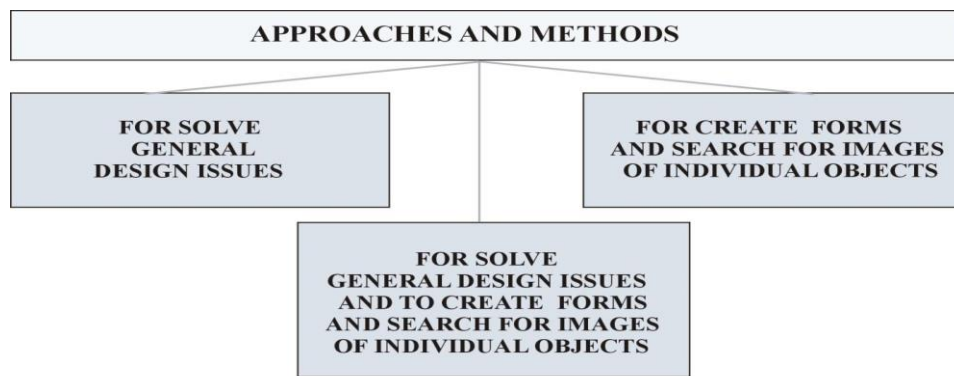 APPROACHES AND METHODS
FOR SOLVE
GENERAL
DESIGN ISSUES
FOR CREATE FORMS
AND SEARCH FOR IMAGES
OF INDIVIDUAL OBJECTS
FOR SOLVE
GENERAL DESIGN ISSUES
AND TO CREATE FORMS
AND SEARCH FOR IMAGES
OF INDIVIDUAL OBJECTS